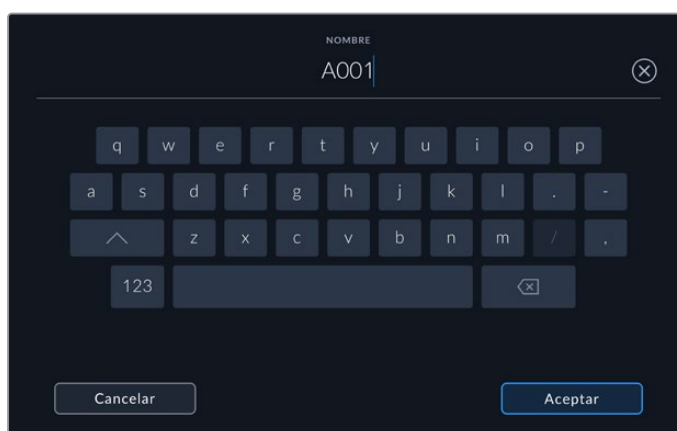 NOMBRE
A001
q w e r t y u i o p
a s d f g h j k l . -
z x c v b n m / ,
123
Cancelar Aceptar